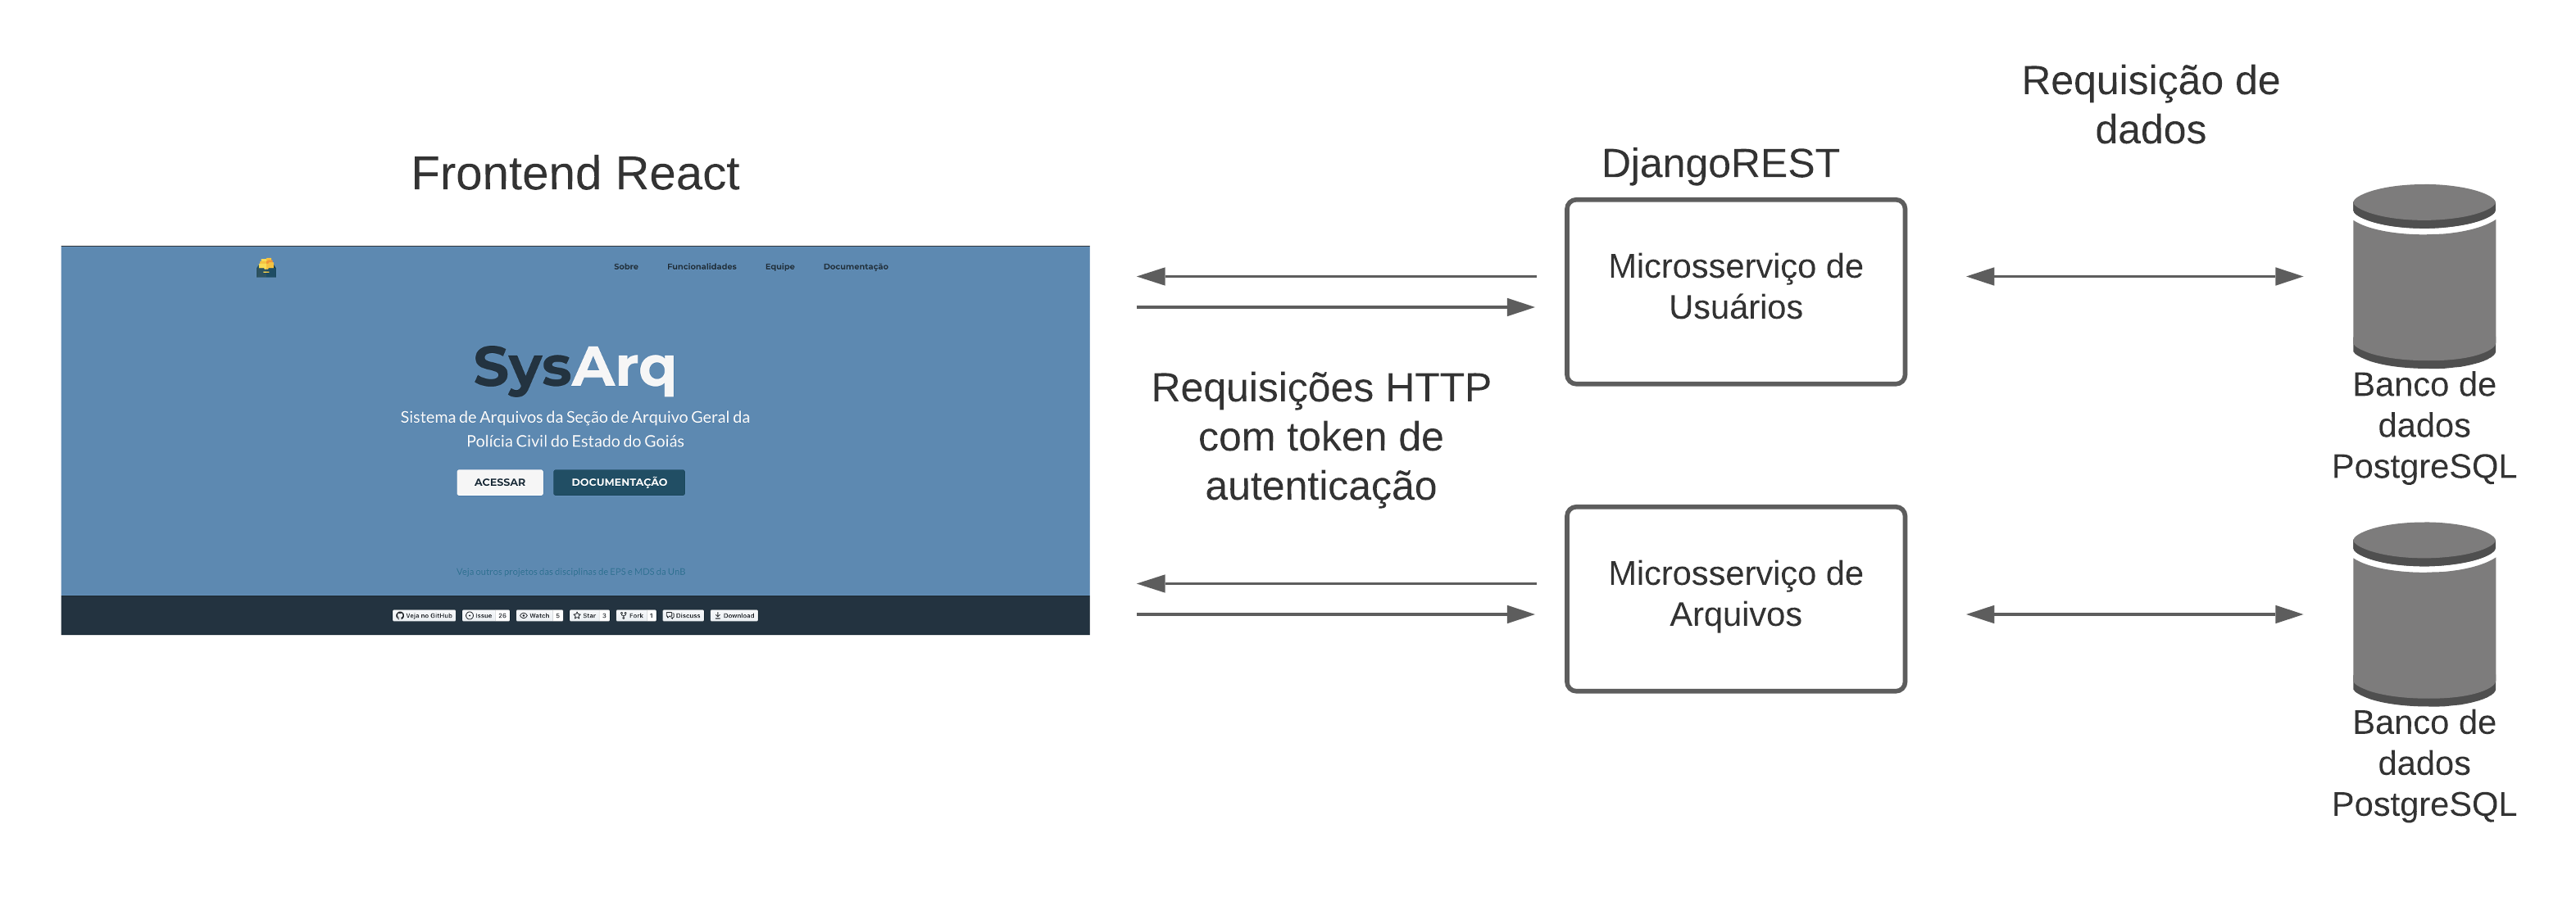 Frontend React
Sobre Funcionalidades Equipe Documentação
SysArq
Sistema de Arquivos da Seção de Arquivo Geral da
Polícia Civil do Estado do Goiás
ACESSAR DOCUMENTAÇÃO
Veja outros projetos das disciplinas de EPS e MDS da UnB
Veja no GitHub Issue 26 Watch 5 Star 3 Fork 1 Discuss Download
Requisições HTTP
com token de
autenticação
DjangoREST
Microsserviço de
Usuários
Microsserviço de
Arquivos
Requisição de
dados
Banco de
dados
PostgreSQL
Banco de
dados
PostgreSQL